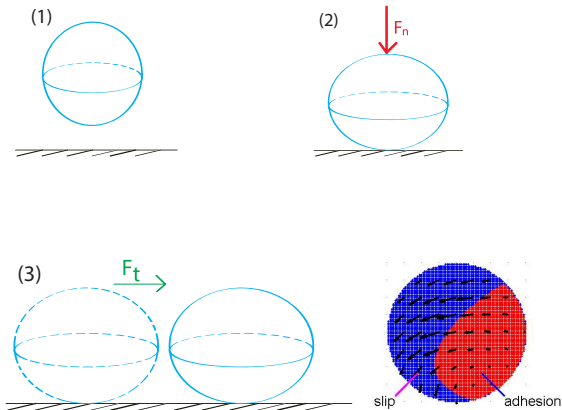 (1)
(2)
Fn
(3)
Ft
slip
adhesion